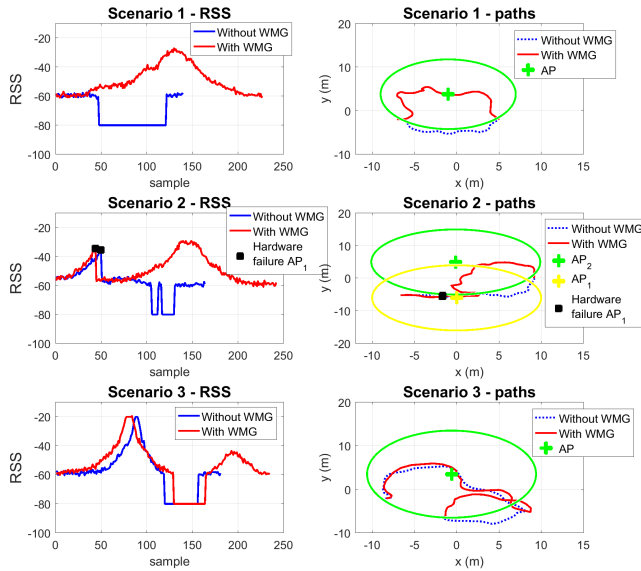 Scenario 1 - RSS
-20
-40
-60
-80
-100
RSS
0 50 100 150 200 250
sample
Without WMG
With WMG
Scenario 1 - paths
20
10
0
-10
y (m)
-10 -5 0 5 10 15
x (m)
Without WMG
With WMG
AP
Scenario 2 - RSS
-20
-40
-60
-80
-100
RSS
0 50 100 150 200 250
sample
Without WMG
With WMG
Hardware
failure AP1
Scenario 2 - paths
20
10
0
-10
-20
y (m)
-10 -5 0 5 10 15
x (m)
Without WMG
With WMG
AP2
AP1
Hardware
failure AP1
Scenario 3 - RSS
-20
-40
-60
-80
-100
RSS
0 50 100 150 200 250
sample
Without WMG
With WMG
Scenario 3 - paths
20
10
0
-10
y (m)
-10 -5 0 5 10 15
x (m)
Without WMG
With WMG
AP